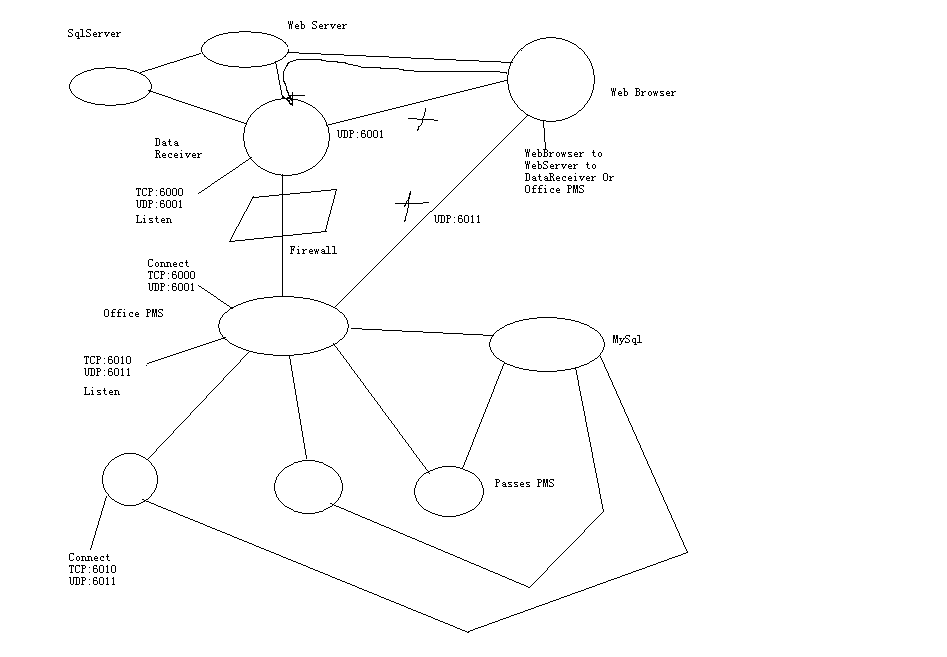 Web Server
SqlServer
Web Browser
UDP:6001
Data
Receiver
WebBrowser to
WebServer to
DataReceiver Or
Office PMS
TCP:6000
UDP:6001
Listen
UDP:6011
Firewall
Connect
TCP:6000
UDP:6001
Office PMS
MySql
TCP:6010
UDP:6011
Listen
Passes PMS
Connect
TCP:6010
UDP:6011